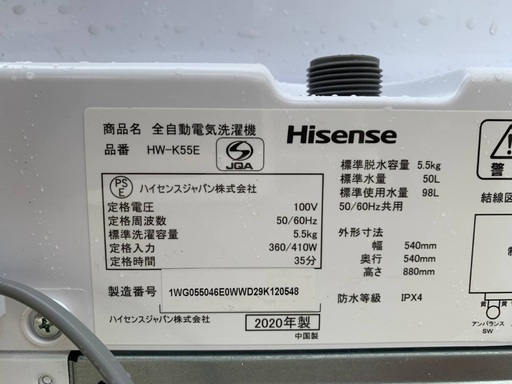 商品名 全自動電気洗濯機
品番 HW-K55E
JQA
Hisense
PS
E
ハイセンスジャパン株式会社
定格電圧 100V
定格周波数 50/60Hz
標準洗濯容量 5.5kg
定格入力 360/410W
定格時間 35分
製造番号 1WG055046E0WWD29K120548
ハイセンスジャパン株式会社
2020年製
中国製
標準脱水容量 5.5kg
標準水量 50L
標準使用水量 98L
50/60Hz共用
外形寸法
幅 540mm
奥行 540mm
高さ 880mm
防水等級 IPX4
警
結線図
制
黄 黄
アンバランス
SW